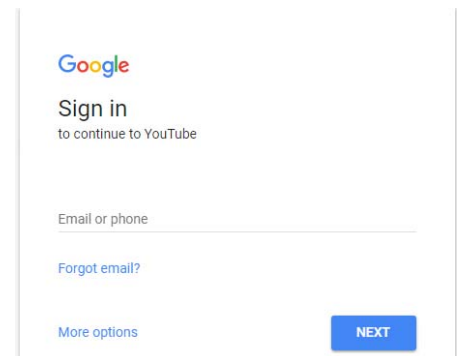 Google
Sign in
to continue to YouTube
Email or phone
Forgot email?
More options
NEXT